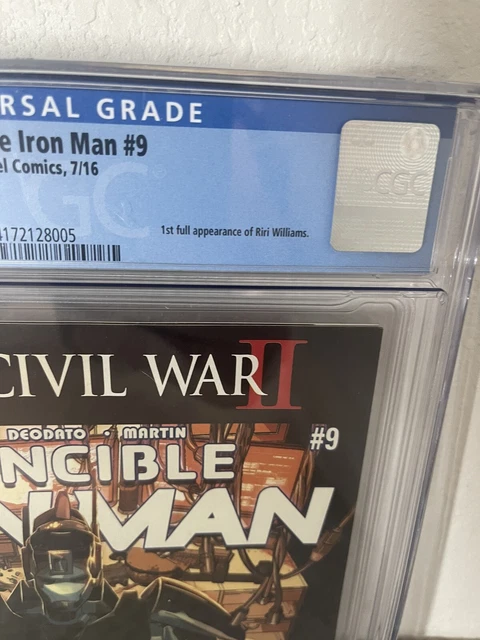 RSAL GRADE
e Iron Man #9
el Comics, 7/16
CGC
4172128005
1st full appearance of Riri Williams.
CGC
CIVIL WAR II
DEODATO MARTIN
#9
NCIBLE
N MAN